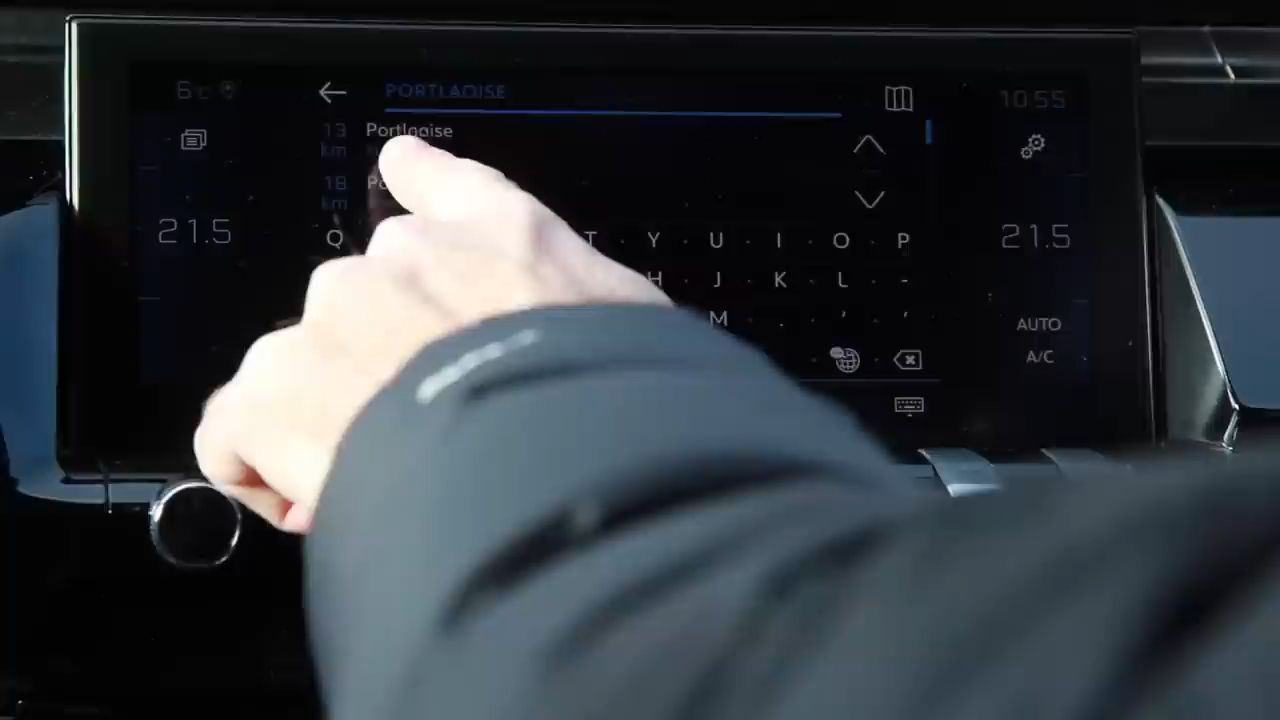 6°C
PORTLAOISE
10:55
13 km
Portlaoise
18 km
21.5
21.5
Q
T Y U I O P
H J K L -
M . , '
AUTO
A/C